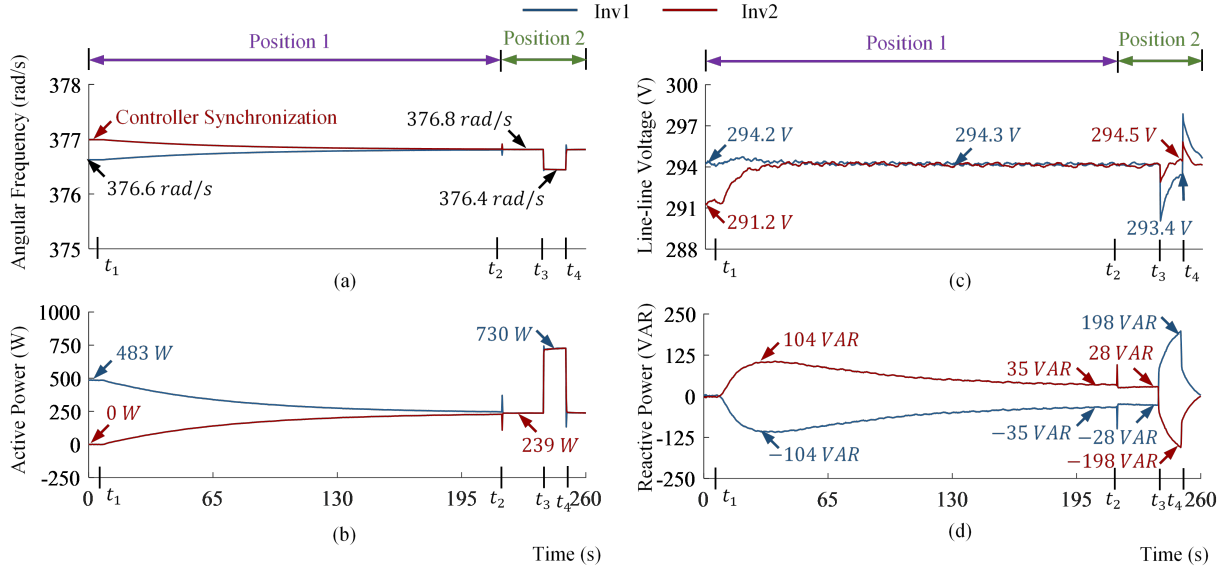 Inv1 Inv2
Position 1 Position 2
Angular Frequency (rad/s)
378
377
376
375
Controller Synchronization
376.6 rad/s
376.8 rad/s
376.4 rad/s
t1 t2 t3 t4
(a)
Active Power (W)
1000
750
500
250
0
-250
483 W
0 W
730 W
239 W
t1 t2 t3 t4
0 65 130 195 260
(b)
Time (s)
Position 1 Position 2
Line-line Voltage (V)
300
297
294
291
288
294.2 V
294.3 V
294.5 V
291.2 V
293.4 V
t1 t2 t3 t4
(c)
Reactive Power (VAR)
250
125
0
-125
-250
104 VAR
35 VAR
28 VAR
198 VAR
−104 VAR
−35 VAR
−28 VAR
−198 VAR
t1 t2 t3 t4
0 65 130 195 260
(d)
Time (s)